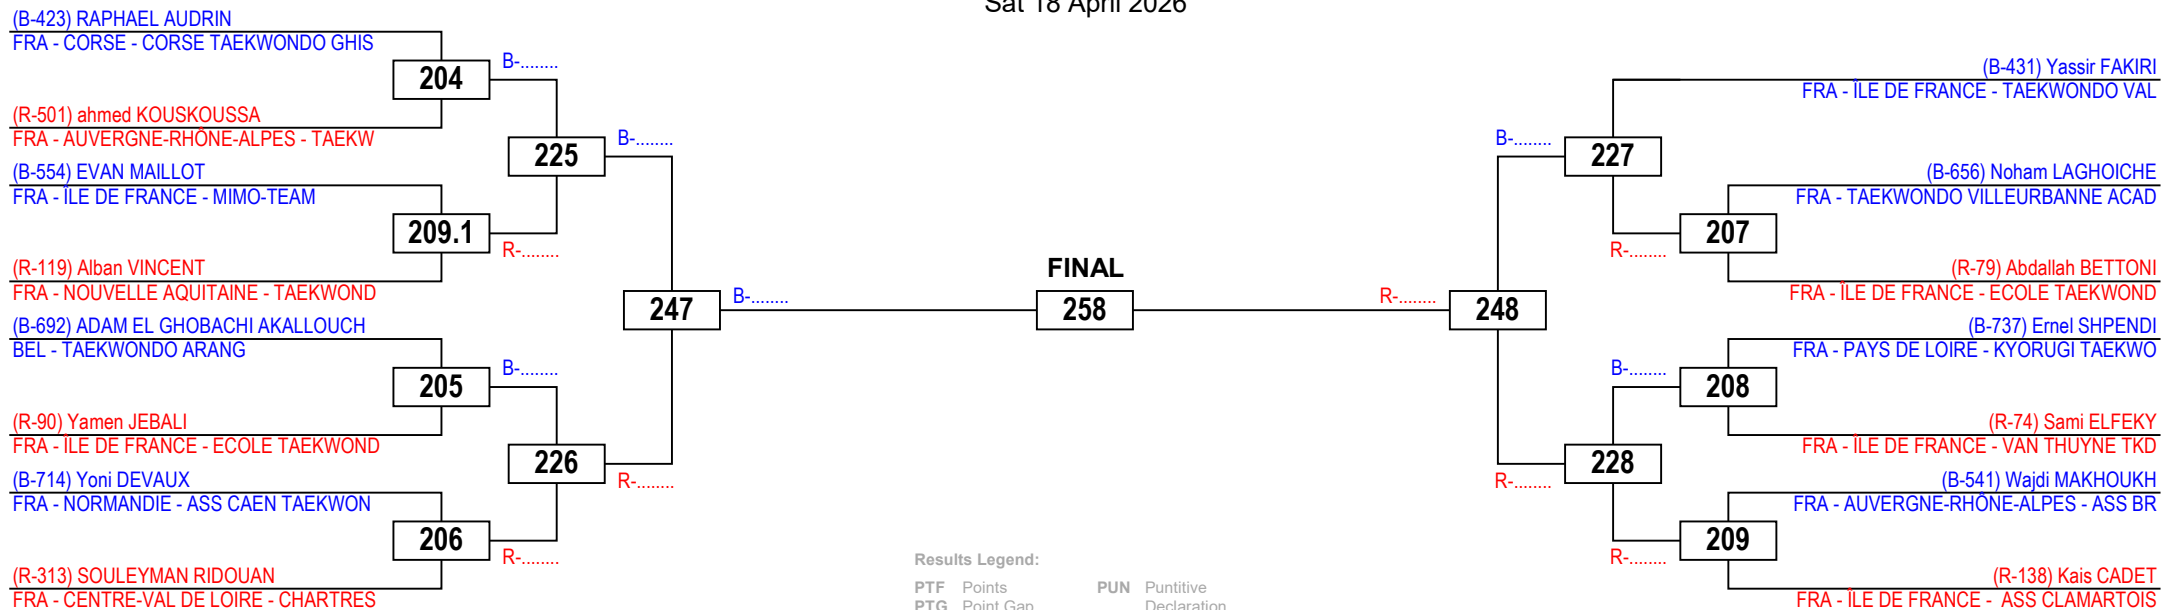 Sat 18 April 2026
(B-423) RAPHAEL AUDRIN
FRA - CORSE - CORSE TAEKWONDO GHIS
204
B-........
(R-501) ahmed KOUSKOUSSA
FRA - AUVERGNE-RHÔNE-ALPES - TAEKW
225
B-........
(B-554) EVAN MAILLOT
FRA - ÎLE DE FRANCE - MIMO-TEAM
209.1
R-........
(R-119) Alban VINCENT
FRA - NOUVELLE AQUITAINE - TAEKWOND
247
B-........
(B-692) ADAM EL GHOBACHI AKALLOUCH
BEL - TAEKWONDO ARANG
205
B-........
(R-90) Yamen JEBALI
FRA - ÎLE DE FRANCE - ECOLE TAEKWOND
226
R-........
(B-714) Yoni DEVAUX
FRA - NORMANDIE - ASS CAEN TAEKWON
206
R-........
(R-313) SOULEYMAN RIDOUAN
FRA - CENTRE-VAL DE LOIRE - CHARTRES
FINAL
258
(B-431) Yassir FAKIRI
FRA - ÎLE DE FRANCE - TAEKWONDO VAL
B-........
227
(B-656) Noham LAGHOICHE
FRA - TAEKWONDO VILLEURBANNE ACAD
R-........
207
(R-79) Abdallah BETTONI
FRA - ÎLE DE FRANCE - ECOLE TAEKWOND
R-........
248
(B-737) Ernel SHPENDI
FRA - PAYS DE LOIRE - KYORUGI TAEKWO
B-........
208
(R-74) Sami ELFEKY
FRA - ÎLE DE FRANCE - VAN THUYNE TKD
R-........
228
(B-541) Wajdi MAKHOUKH
FRA - AUVERGNE-RHÔNE-ALPES - ASS BR
R-........
209
(R-138) Kais CADET
FRA - ÎLE DE FRANCE - ASS CLAMARTOIS
Results Legend:
PTF Points PUN Puntitive
PTG Point Gap Declaration